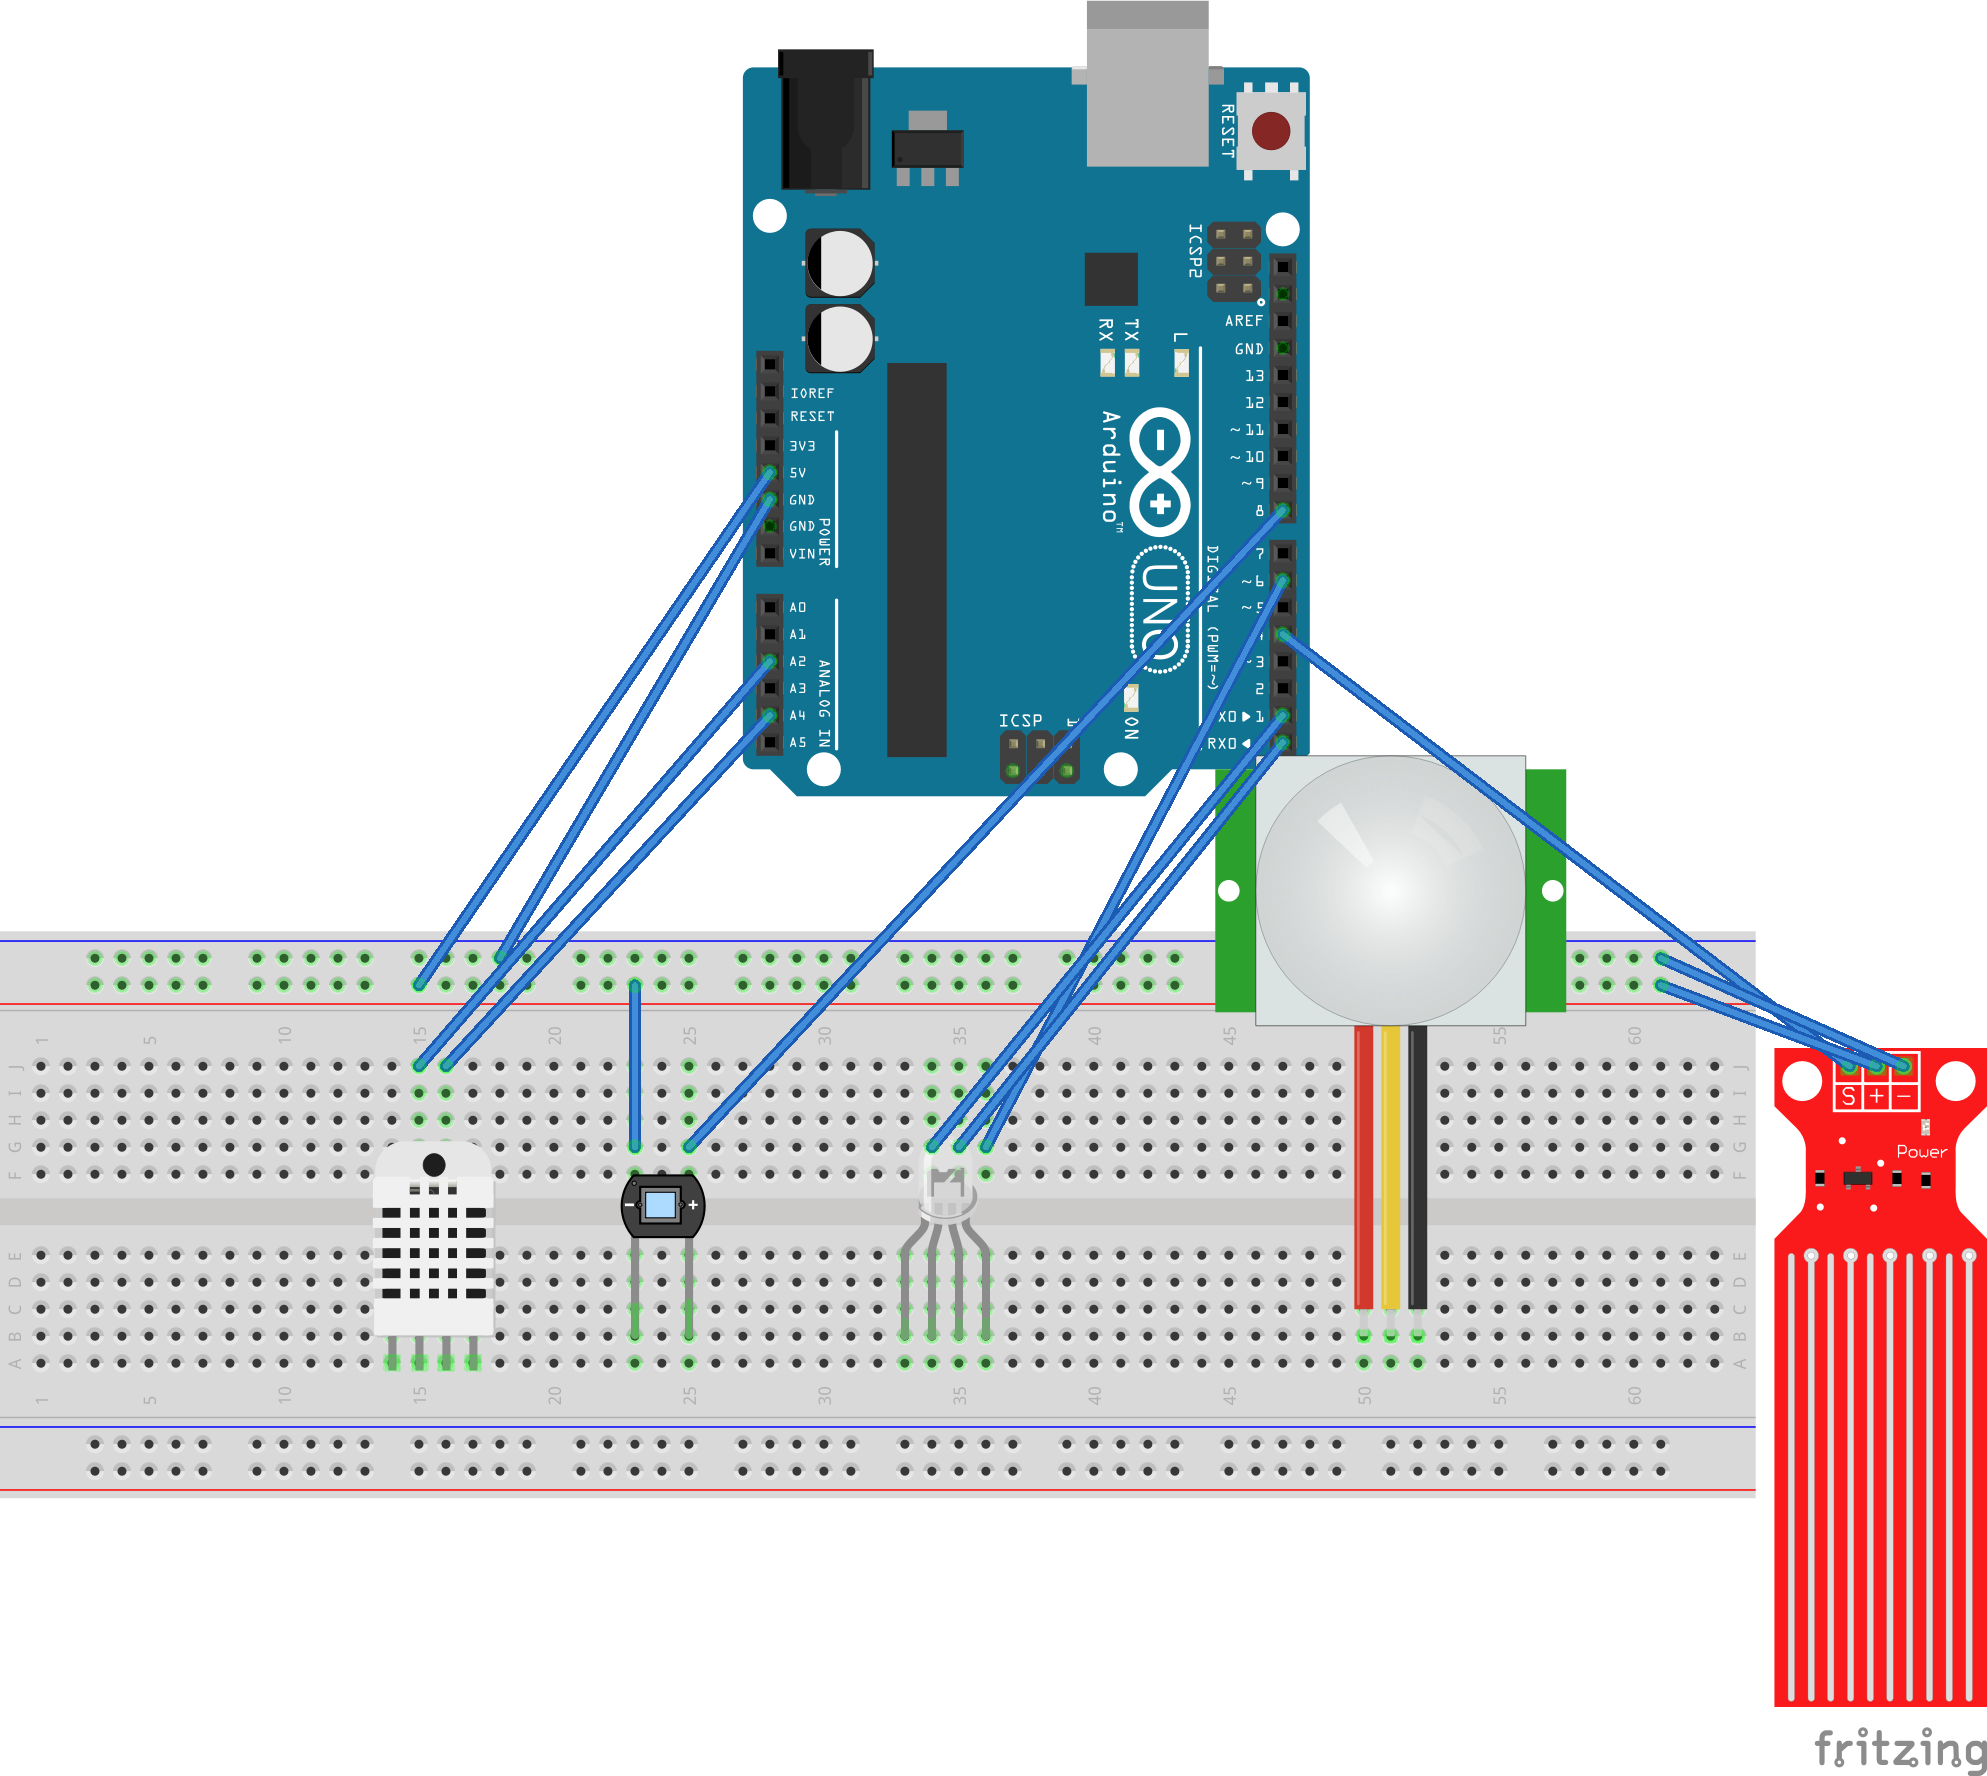 RESET
ICSP2
AREF
GND
RX
TX
L
13
12
~11
~10
~9
8
IOREF
RESET
3V3
5V
GND
GND
VIN
POWER
Arduino™
UNO
DIGITAL (PWM=~)
7
~6
~5
3
2
1
RX0
A0
A1
A2
A3
A4
A5
ANALOG IN
ICSP
1
ON
1 5 10 15 20 25 30 35 40 45 50 55 60
J
I
H
G
F
E
D
C
B
A
J
I
H
G
F
E
D
C
B
A
1 5 10 15 20 25 30 35 40 45 50 55 60
- +
S + -
Power
fritzing